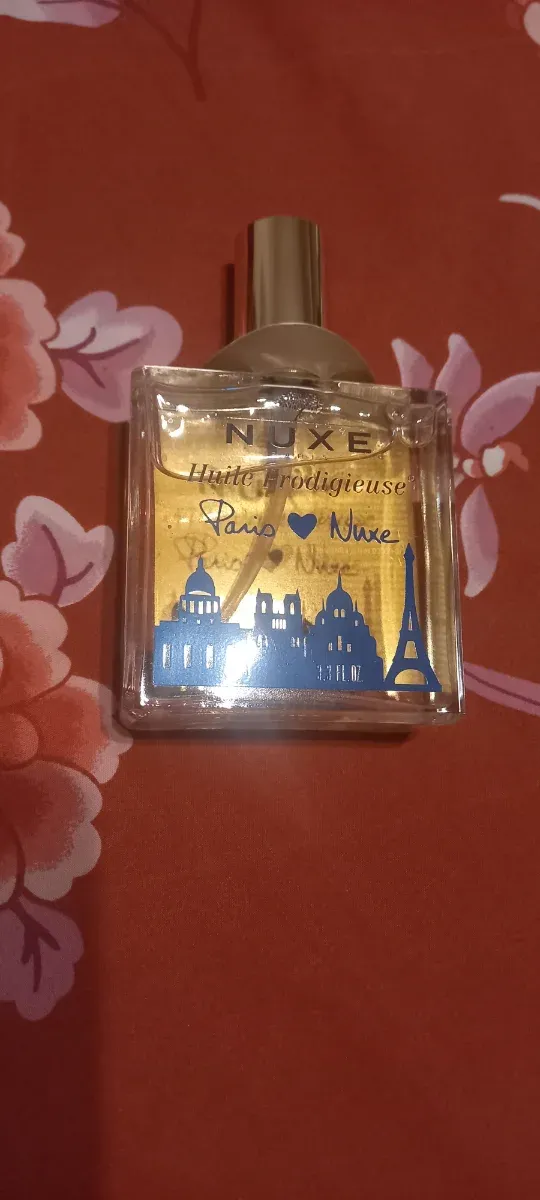 NUXE
Huile Prodigieuse®
Paris ♥ Nuxe
3.3 FL.OZ.